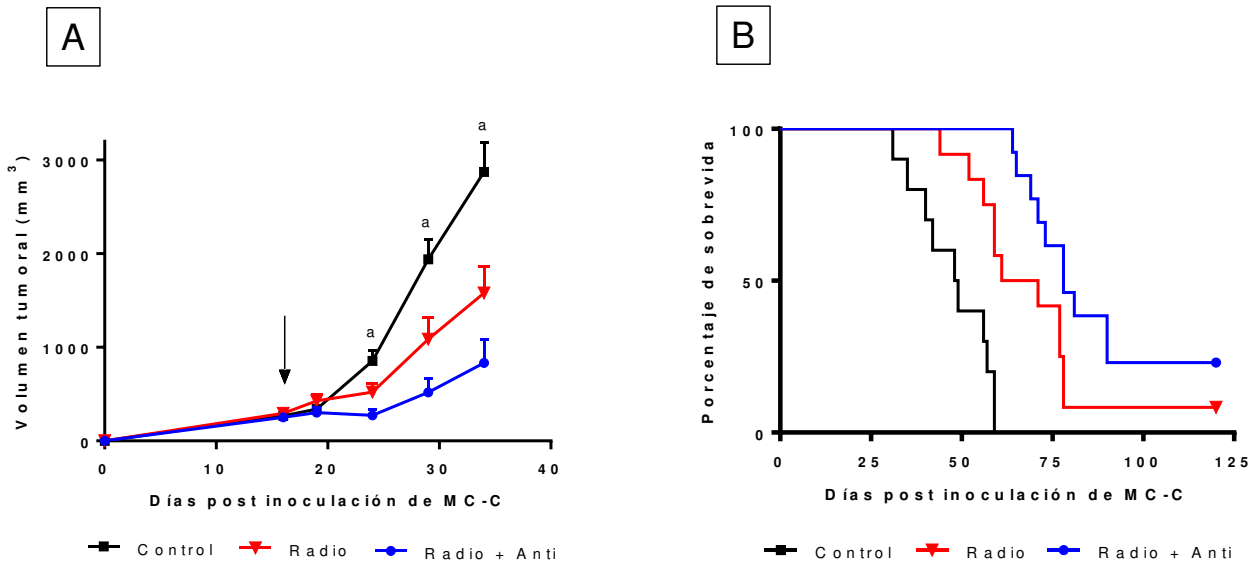 A
Volumen tumoral (mm³)
3000
2000
1000
0
a
a
a
0 10 20 30 40
Días post inoculación de MC-C
Control Radio Radio + Anti
B
Porcentaje de sobrevida
100
50
0
0 25 50 75 100 125
Días post inoculación de MC-C
Control Radio Radio + Anti